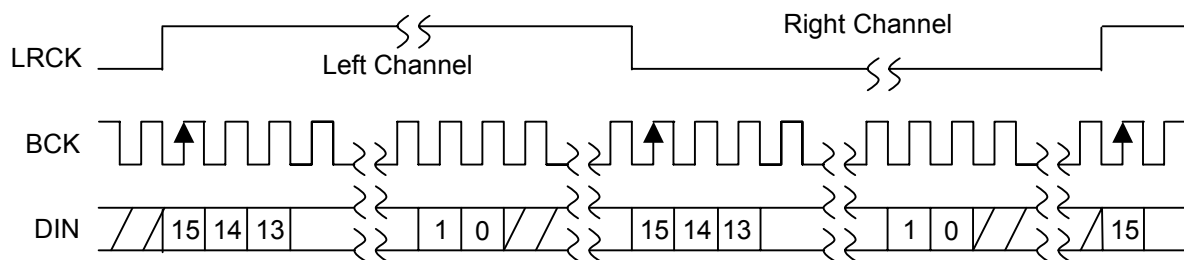 Right Channel
LRCK
Left Channel
BCK
DIN 15 14 13 1 0 15 14 13 1 0 15